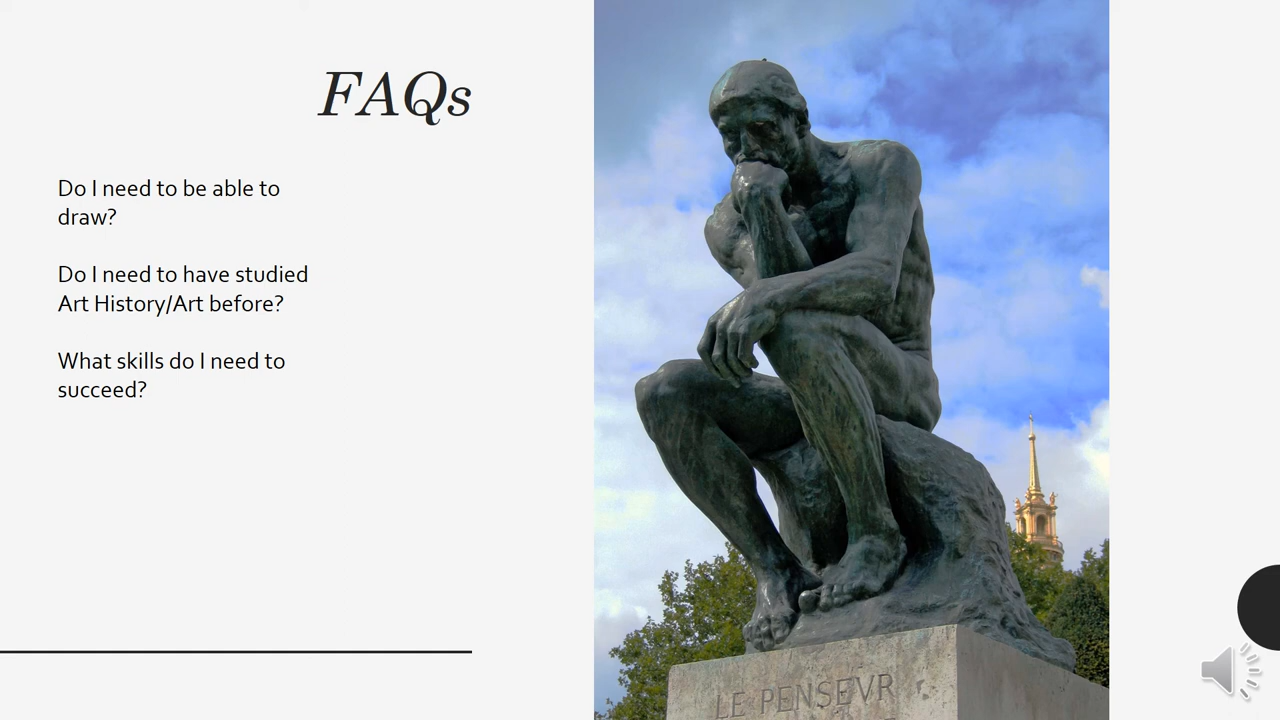 FAQs
Do I need to be able to
draw?
Do I need to have studied
Art History/Art before?
What skills do I need to
succeed?
LE PENSEVR